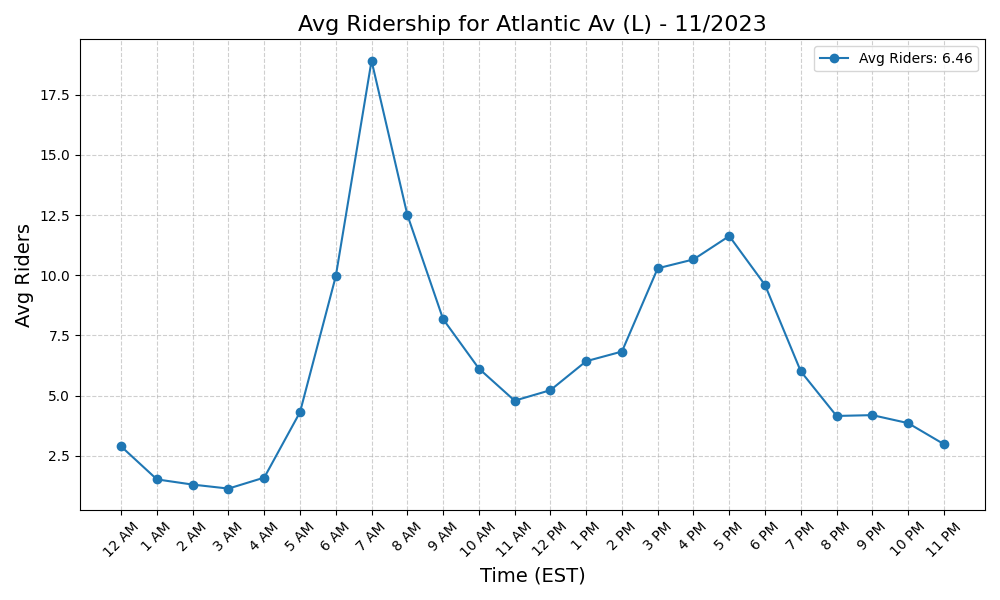 Avg Ridership for Atlantic Av (L) - 11/2023
Avg Riders: 6.46
Avg Riders
17.5
15.0
12.5
10.0
7.5
5.0
2.5
12 AM
1 AM
2 AM
3 AM
4 AM
5 AM
6 AM
7 AM
8 AM
9 AM
10 AM
11 AM
12 PM
1 PM
2 PM
3 PM
4 PM
5 PM
6 PM
7 PM
8 PM
9 PM
10 PM
11 PM
Time (EST)